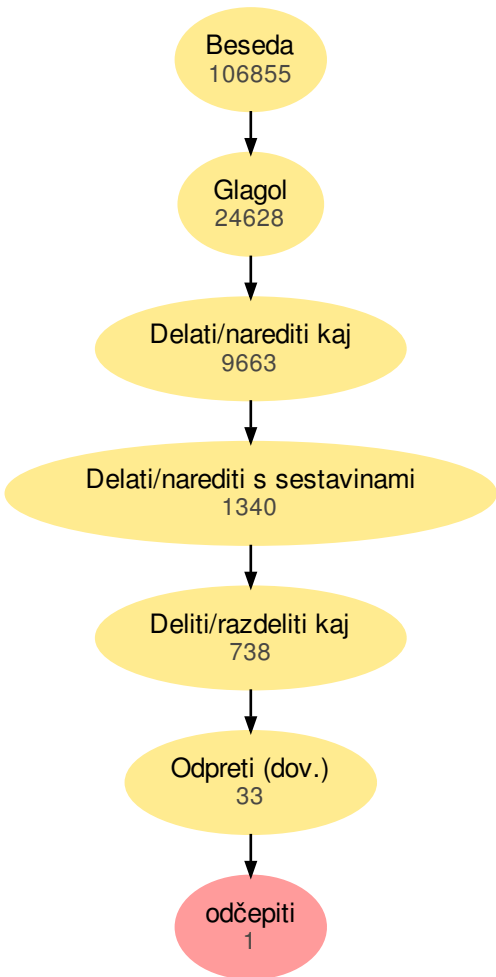 Beseda
106855
Glagol
24628
Delati/narediti kaj
9663
Delati/narediti s sestavinami
1340
Deliti/razdeliti kaj
738
Odpreti (dov.)
33
odčepiti
1